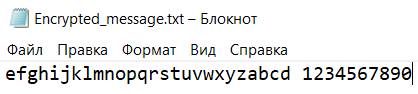 Encrypted_message.txt – Блокнот
Файл Правка Формат Вид Справка
efghijklmnopqrstuvwxyzabcd 1234567890